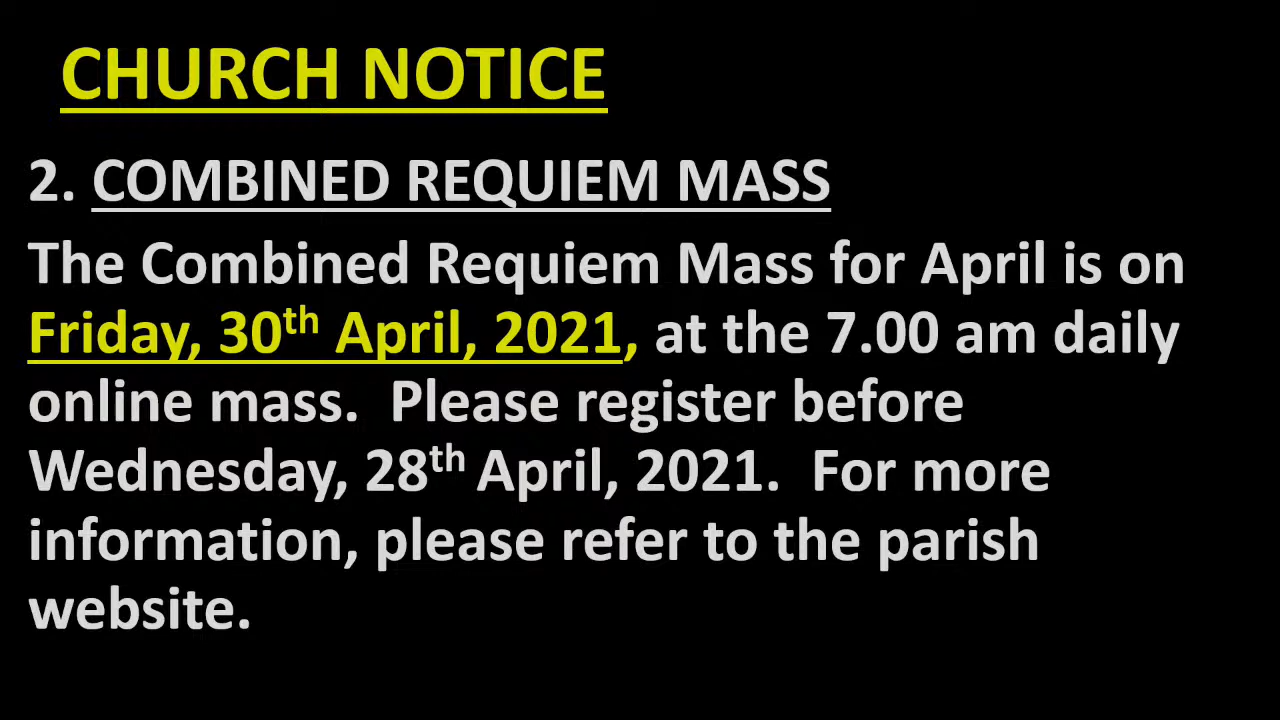 CHURCH NOTICE
2. COMBINED REQUIEM MASS
The Combined Requiem Mass for April is on
Friday, 30th April, 2021, at the 7.00 am daily
online mass.  Please register before
Wednesday, 28th April, 2021.  For more
information, please refer to the parish
website.